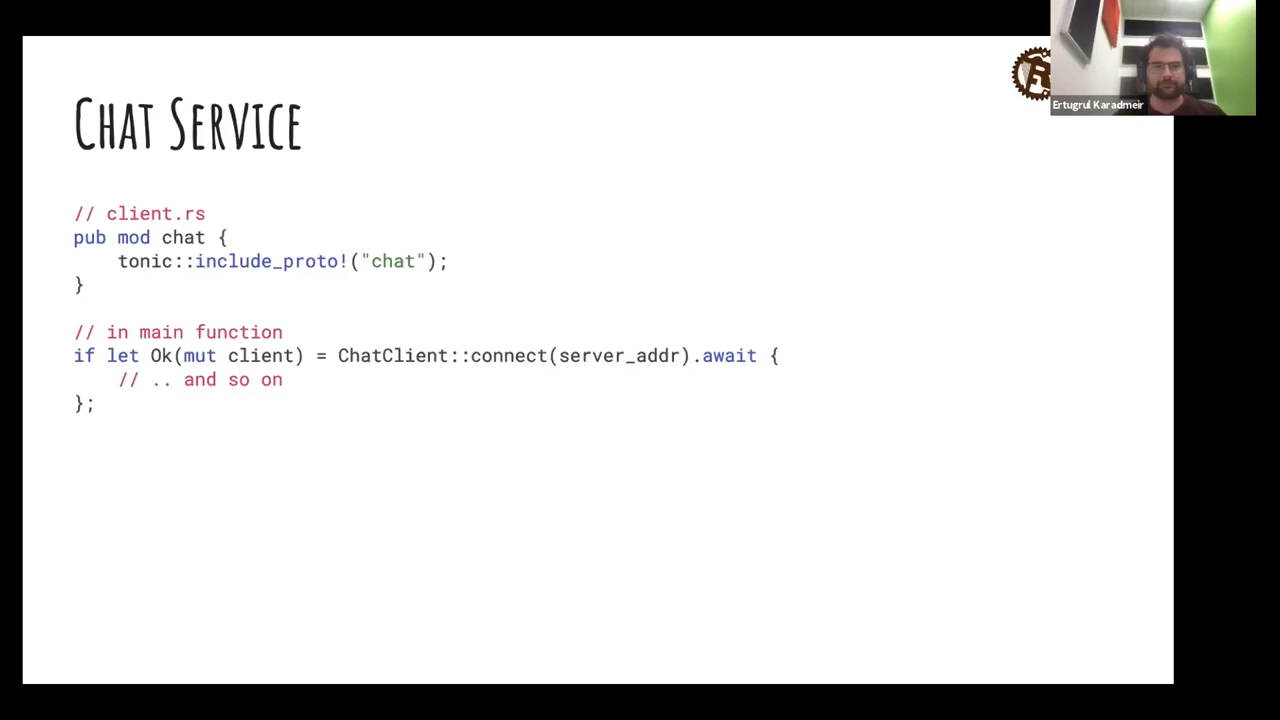 Chat Service
// client.rs
pub mod chat {
    tonic::include_proto!("chat");
}
// in main function
if let Ok(mut client) = ChatClient::connect(server_addr).await {
    // .. and so on
};
Ertugrul Karadmeir
R